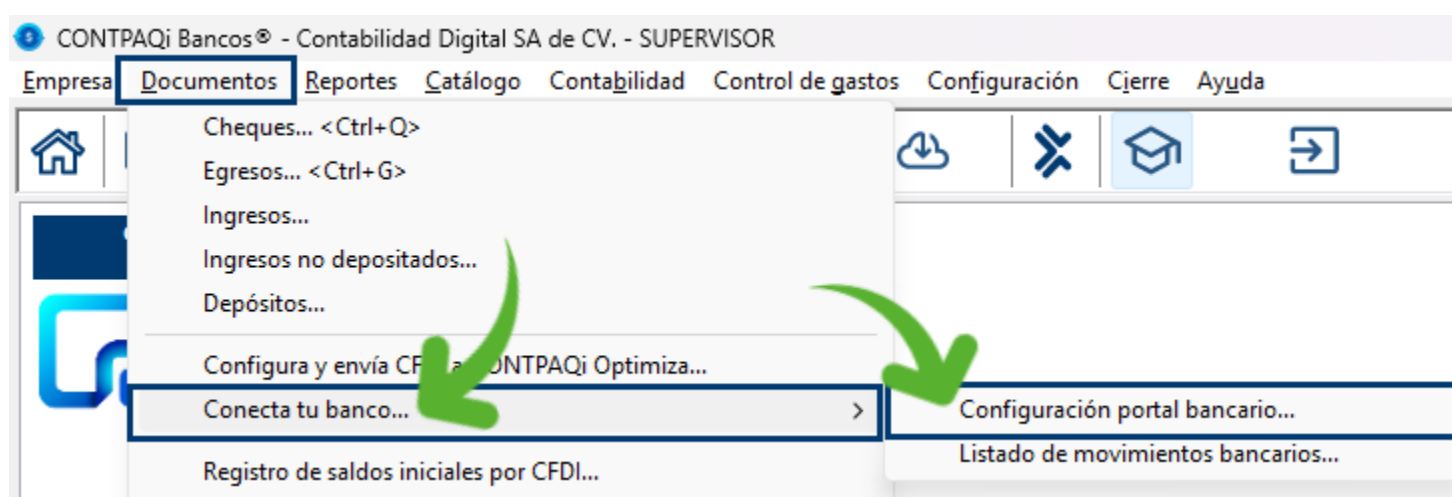 CONTPAQi Bancos® - Contabilidad Digital SA de CV. - SUPERVISOR
Empresa Documentos Reportes Catálogo Contabilidad Control de gastos Configuración Cierre Ayuda
Cheques... <Ctrl+Q>
Egresos... <Ctrl+G>
Ingresos...
Ingresos no depositados...
Depósitos...
Configura y envía CF a CONTPAQi Optimiza...
Conecta tu banco... >
Configuración portal bancario...
Listado de movimientos bancarios...
Registro de saldos iniciales por CFDI...